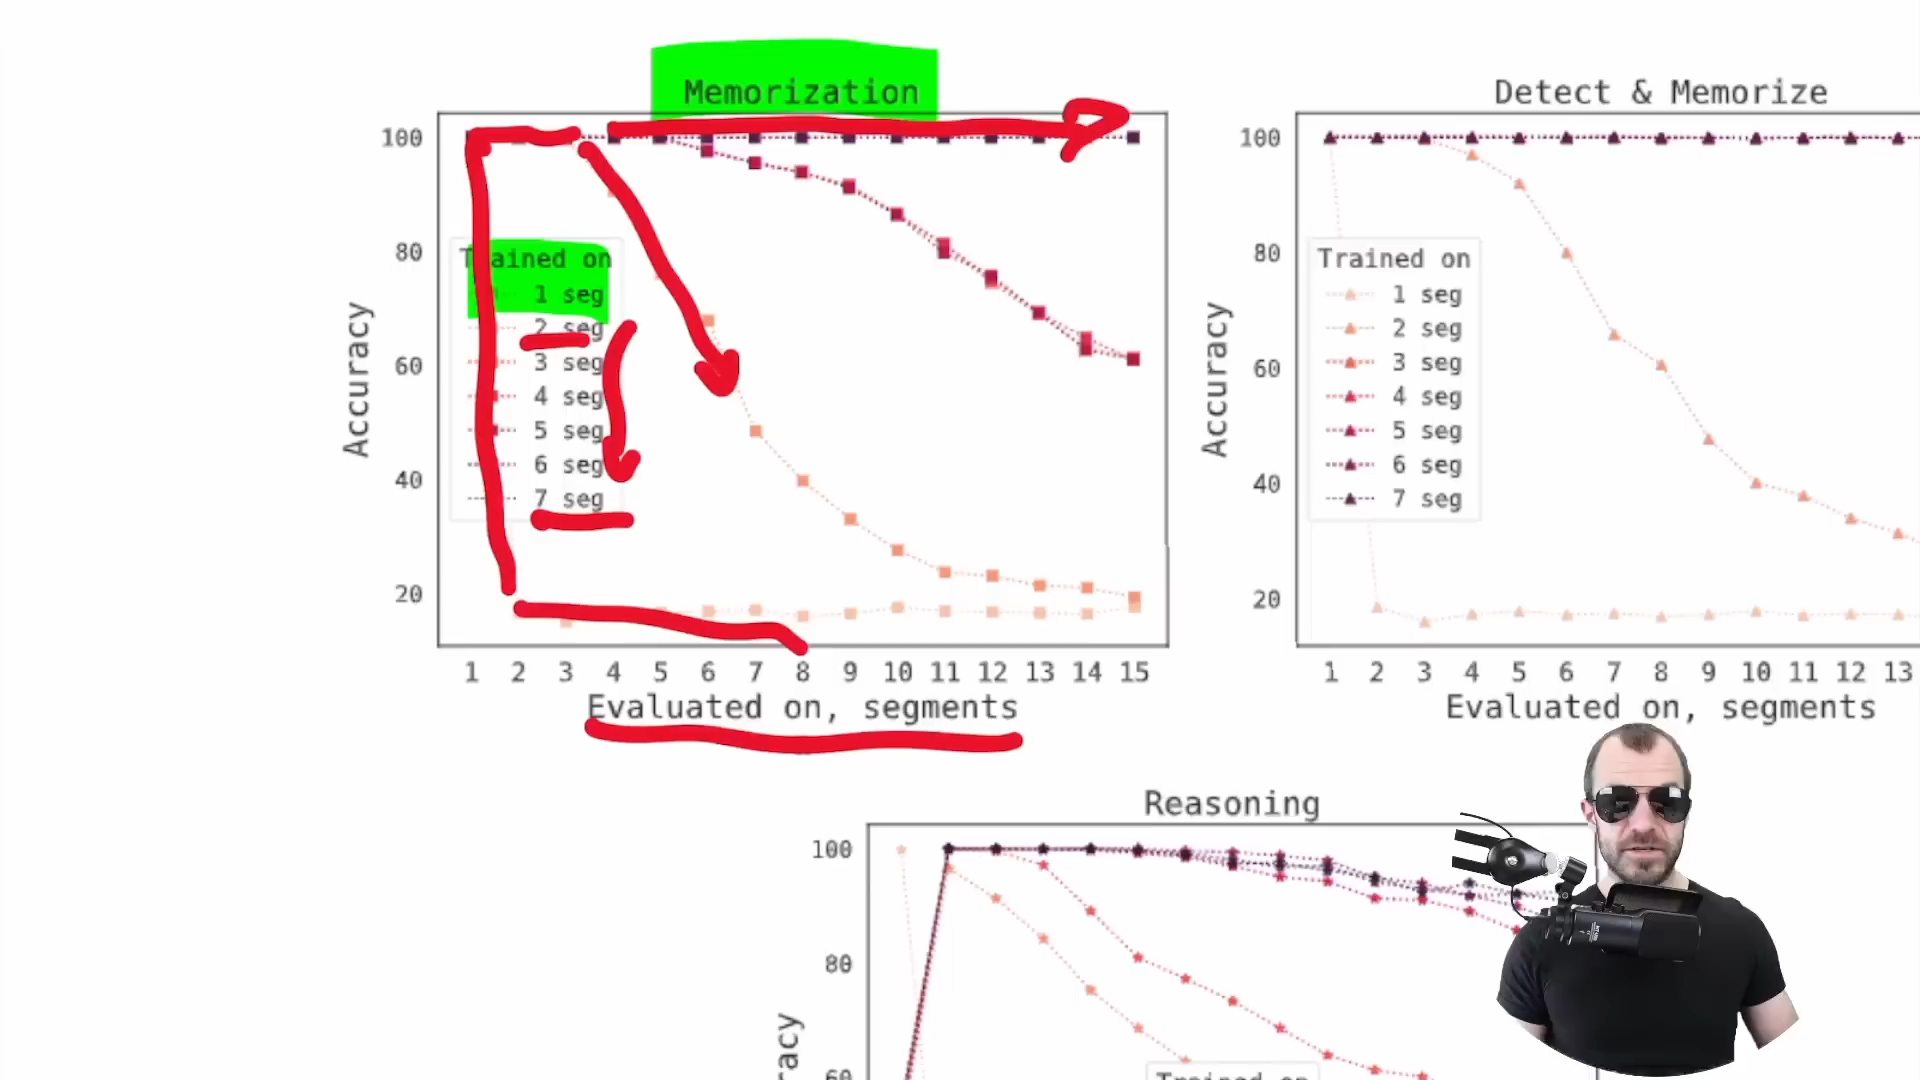 Memorization
100
80
60
40
20
Accuracy
Trained on
1 seg
2 seg
3 seg
4 seg
5 seg
6 seg
7 seg
1 2 3 4 5 6 7 8 9 10 11 12 13 14 15
Evaluated on, segments
Detect & Memorize
100
80
60
40
20
Accuracy
Trained on
1 seg
2 seg
3 seg
4 seg
5 seg
6 seg
7 seg
1 2 3 4 5 6 7 8 9 10 11 12 13
Evaluated on, segments
Reasoning
100
80
60
racy
Trained on